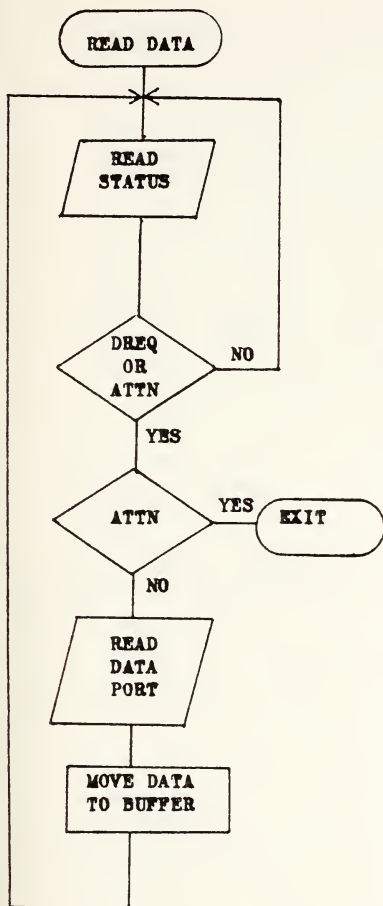 READ DATA
READ
STATUS
DREQ
OR
ATTN
NO
YES
ATTN
YES
EXIT
NO
READ
DATA
PORT
MOVE DATA
TO BUFFER